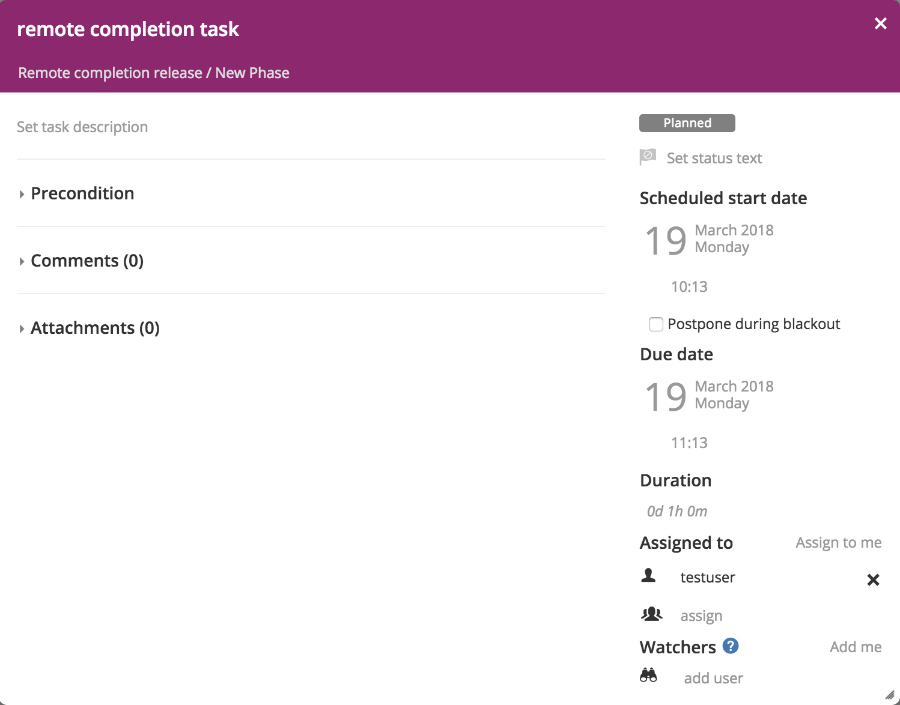 remote completion task
Remote completion release / New Phase
Set task description
Precondition
Comments (0)
Attachments (0)
Planned
Set status text
Scheduled start date
19 March 2018
Monday
10:13
Postpone during blackout
Due date
19 March 2018
Monday
11:13
Duration
0d 1h 0m
Assigned to Assign to me
testuser
assign
Watchers ? Add me
add user